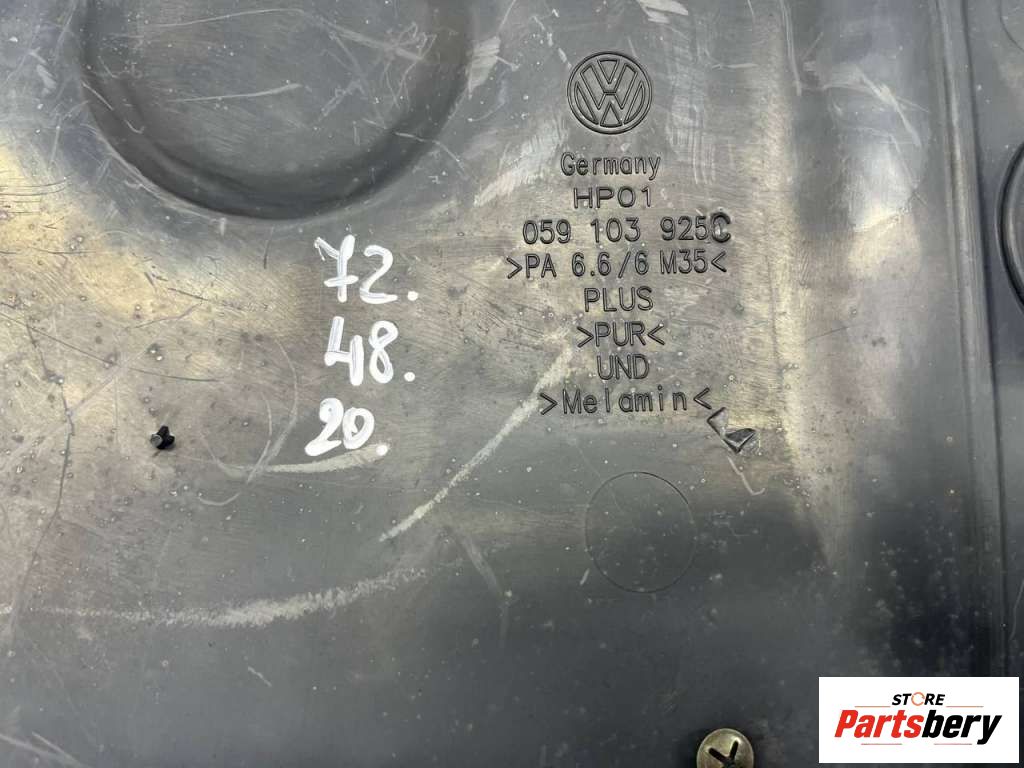 Germany
HP01
059 103 925C
>PA 6.6/6 M35<
PLUS
>PUR<
UND
>Melamin<
72.
48.
20.
STORE
Partsbery